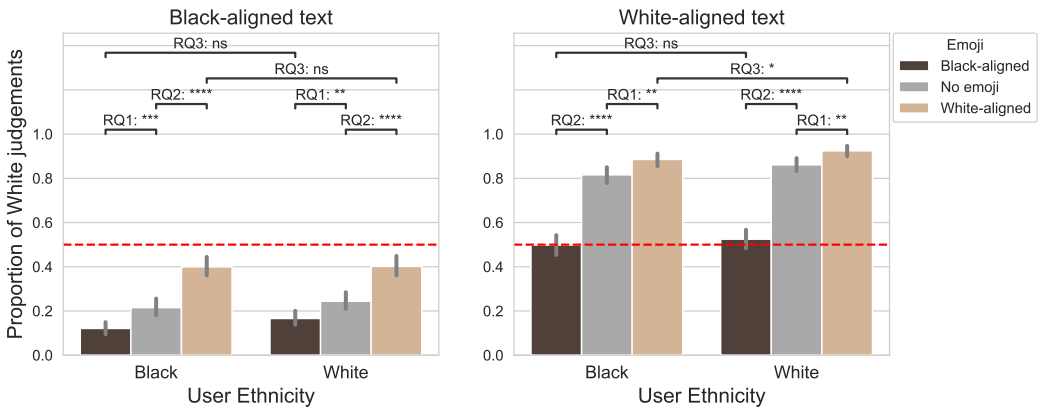 Black-aligned text
Proportion of White judgements
RQ3: ns
RQ3: ns
RQ2: ****
RQ1: **
RQ1: ***
RQ2: ****
1.0
0.8
0.6
0.4
0.2
0.0
Black
White
User Ethnicity
White-aligned text
RQ3: ns
RQ3: *
RQ1: **
RQ2: ****
RQ2: ****
RQ1: **
1.0
0.8
0.6
0.4
0.2
0.0
Black
White
User Ethnicity
Emoji
Black-aligned
No emoji
White-aligned